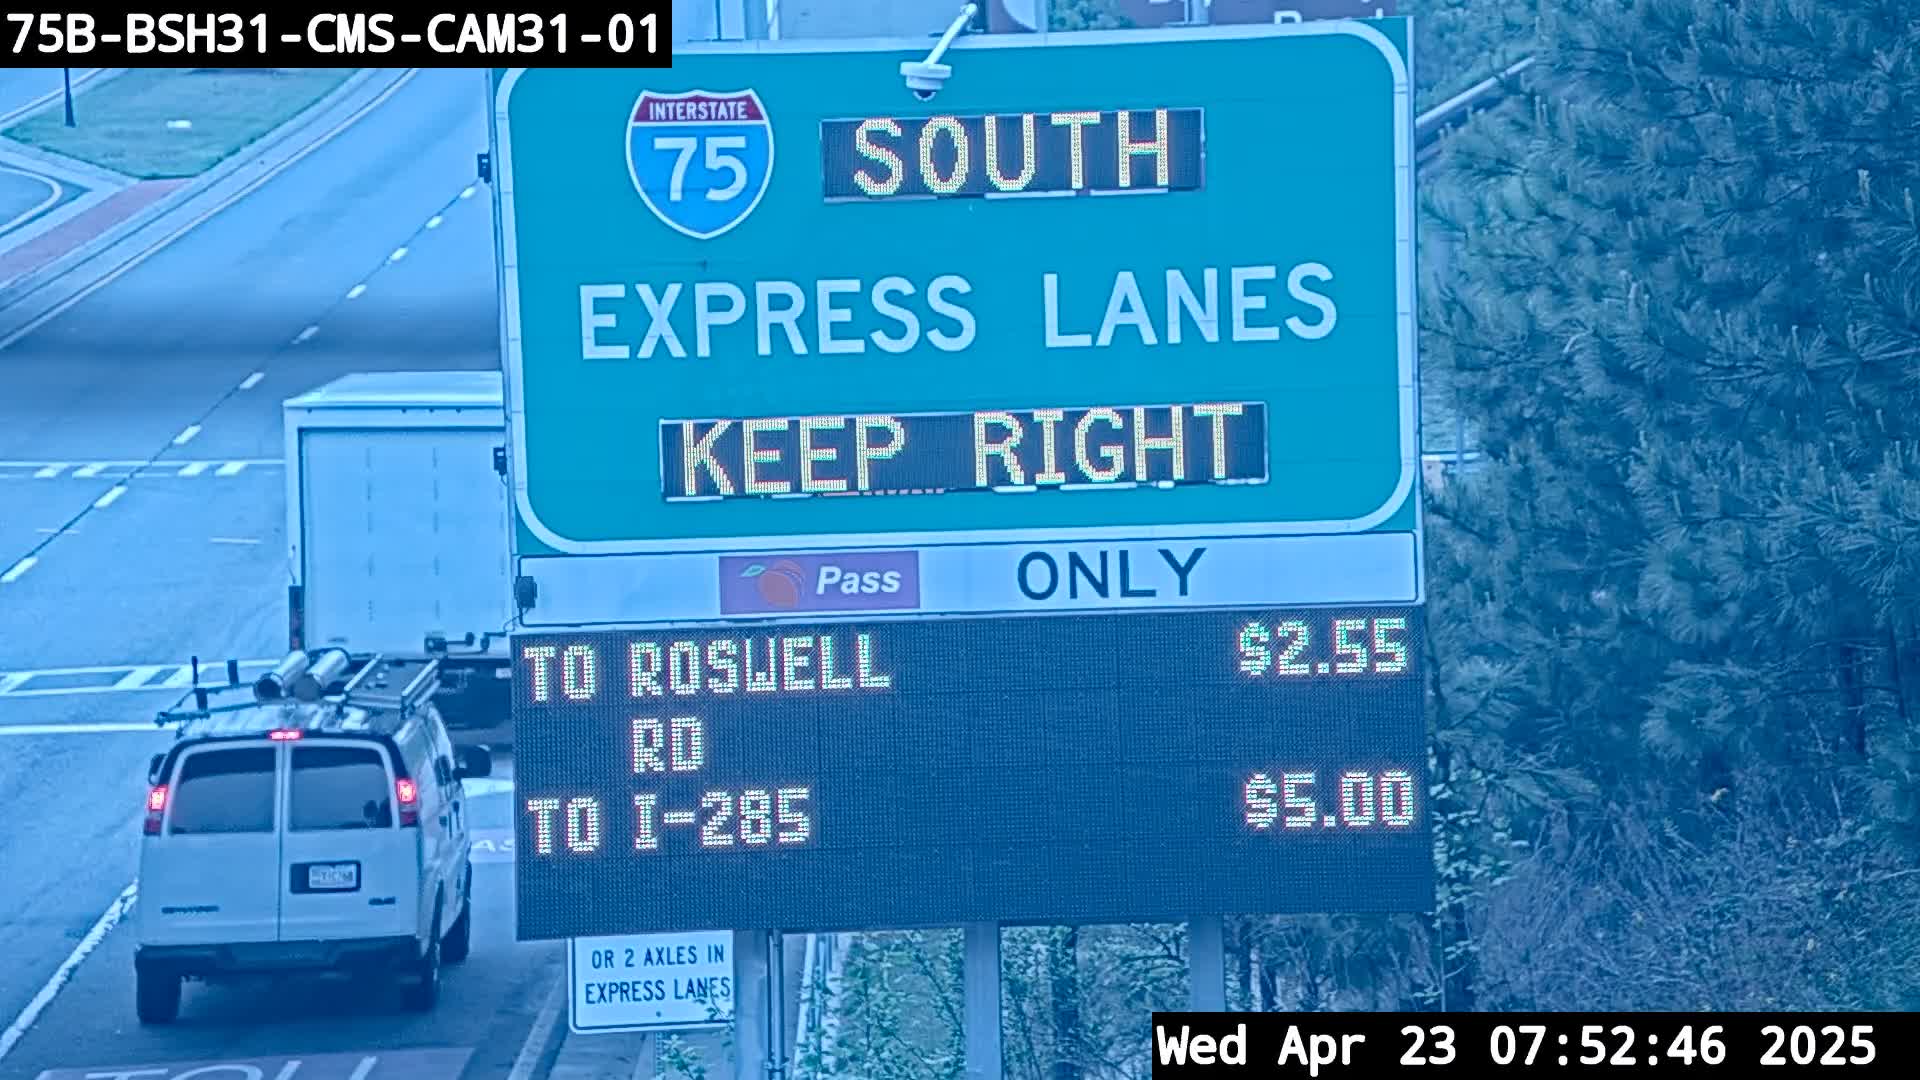 75B-BSH31-CMS-CAM31-01
INTERSTATE
75
SOUTH
EXPRESS LANES
KEEP RIGHT
Pass ONLY
TO ROSWELL $2.55
RD
TO I-285 $5.00
OR 2 AXLES IN
EXPRESS LANES
TOLL
Wed Apr 23 07:52:46 2025